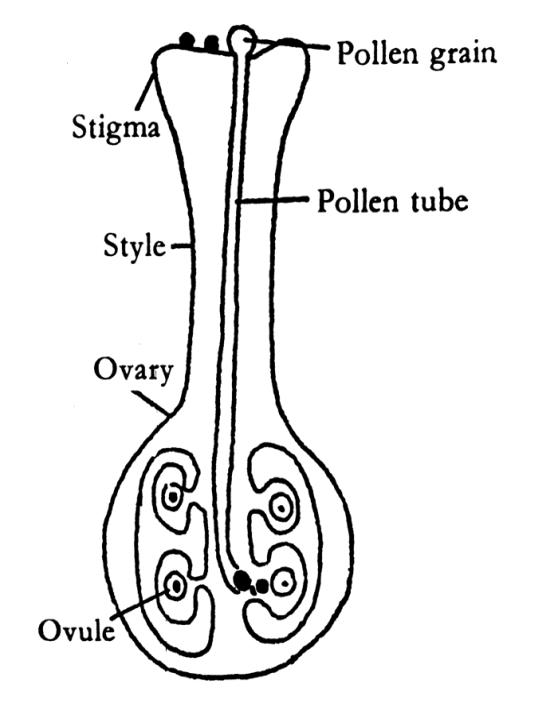 Pollen grain
Stigma
Pollen tube
Style
Ovary
Ovule